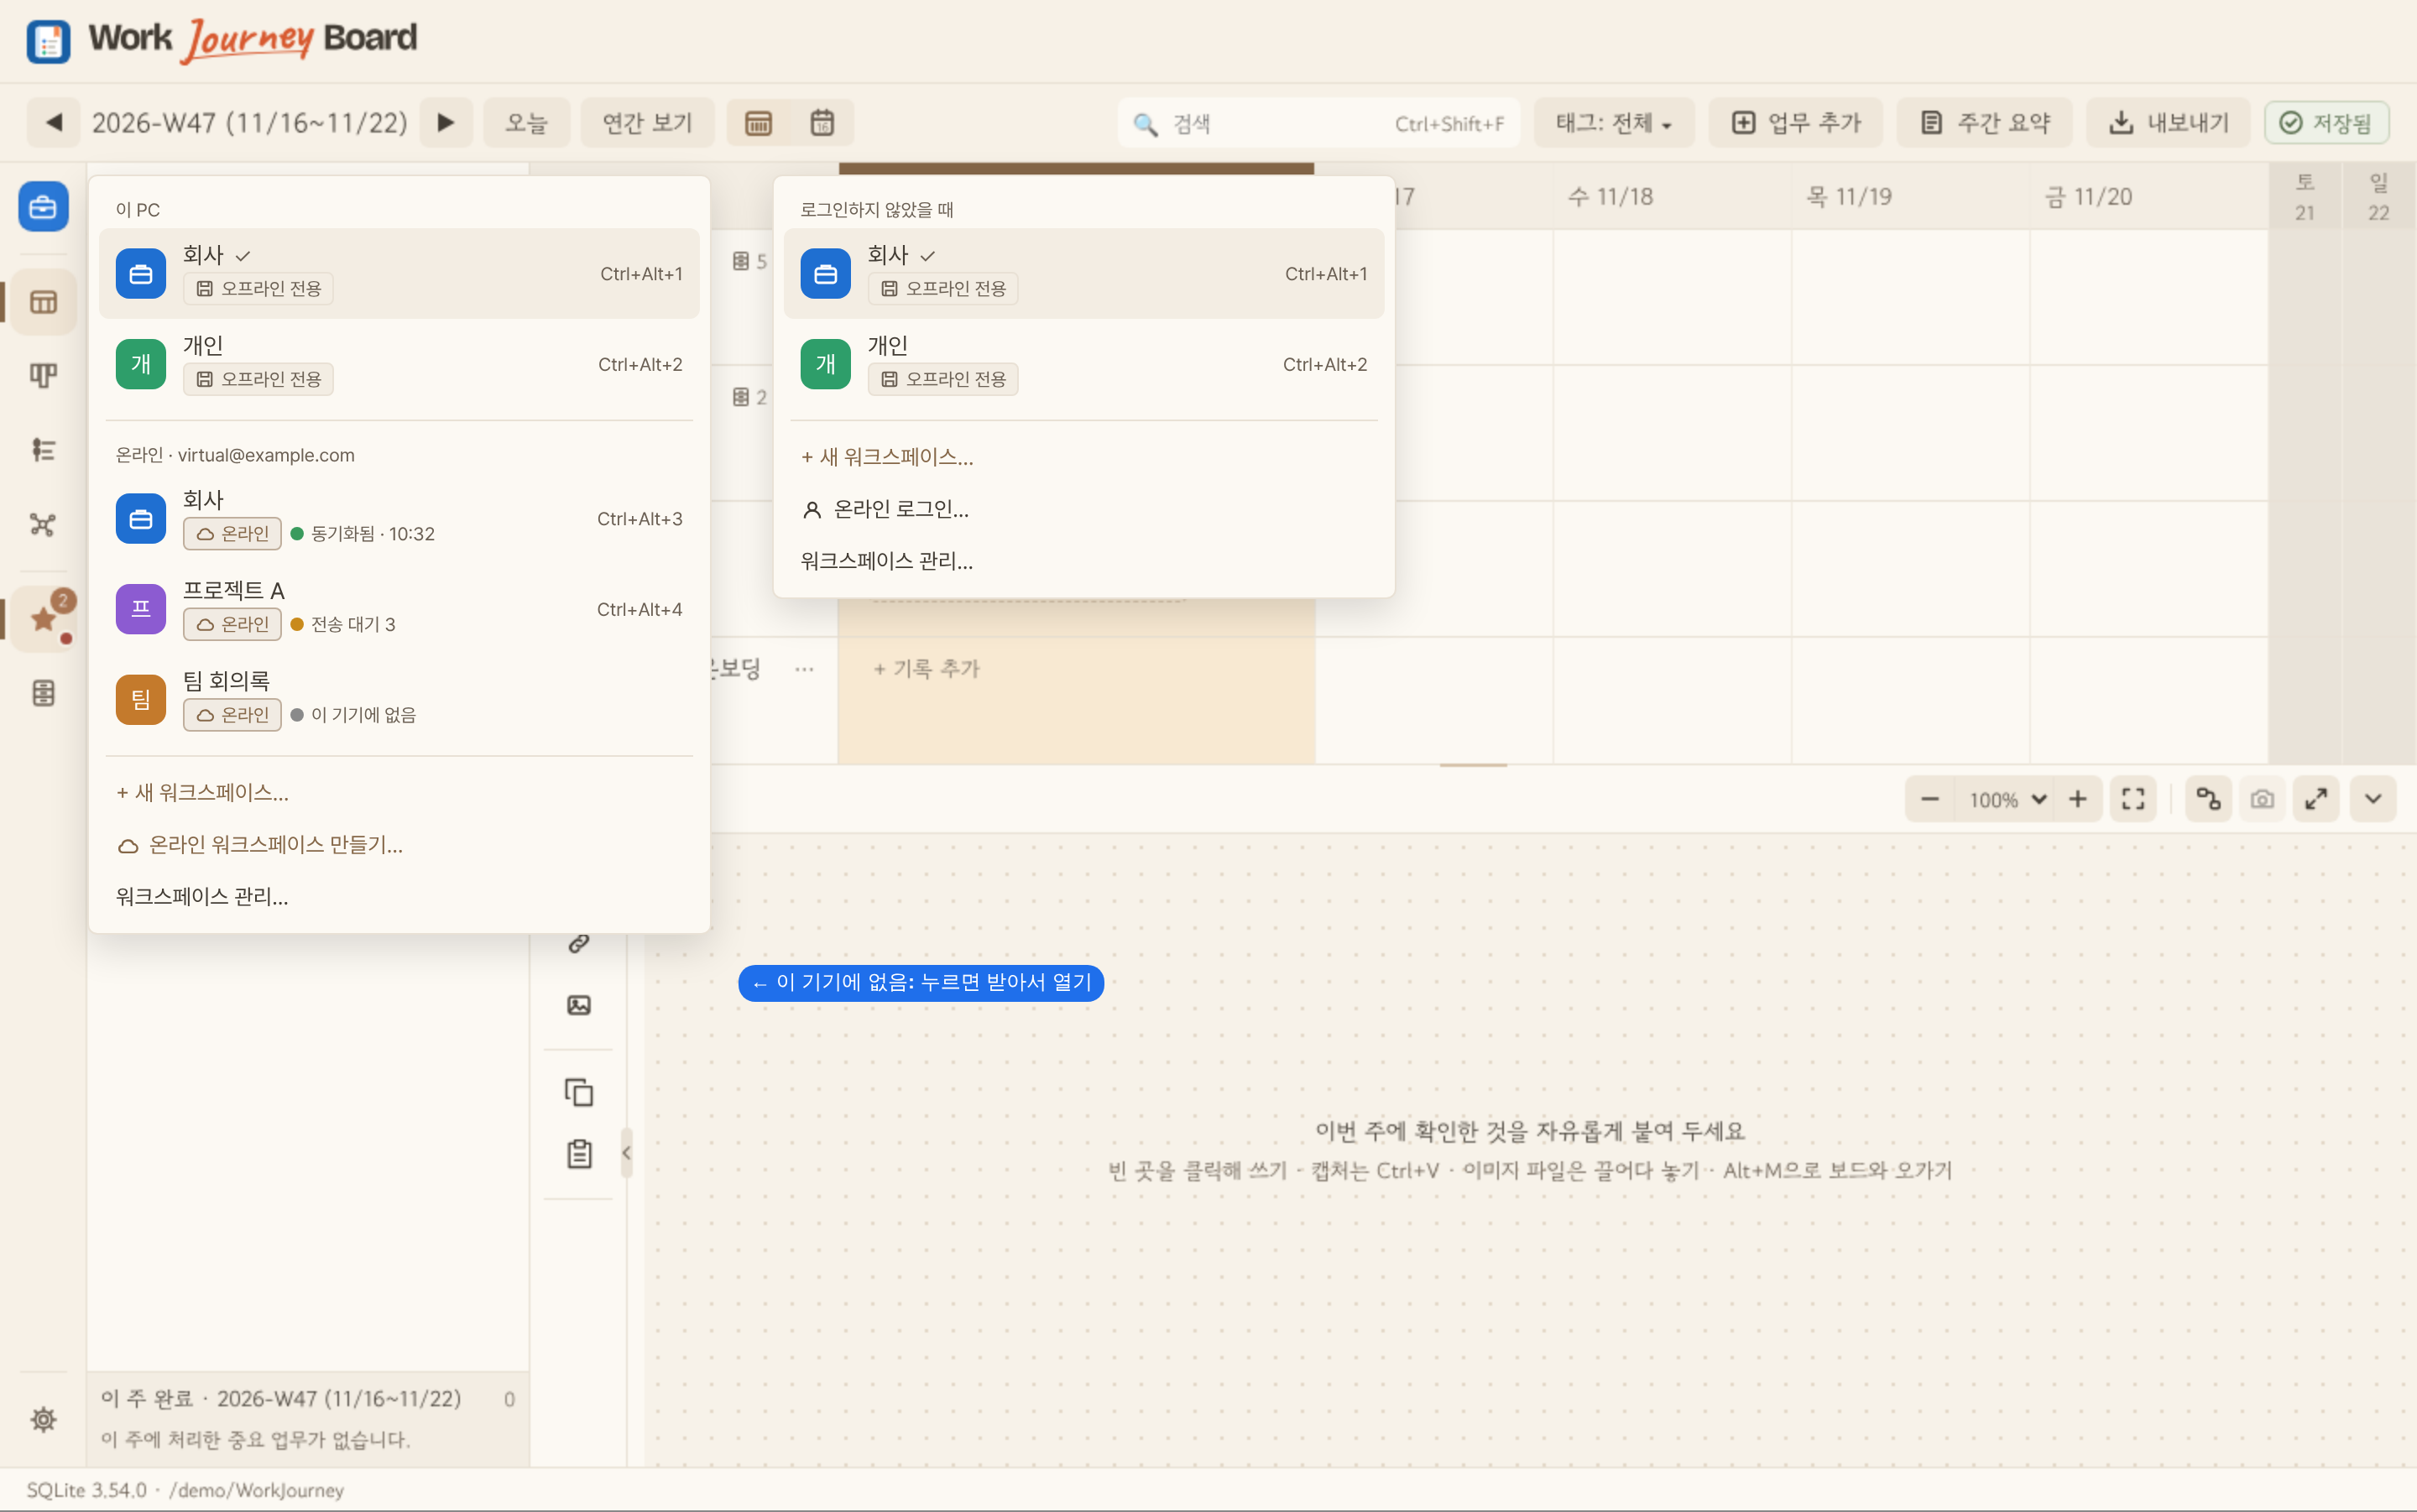 Work Journey Board
2026-W47 (11/16~11/22)
오늘
연간 보기
16
검색
Ctrl+Shift+F
태그: 전체
업무 추가
주간 요약
내보내기
저장됨
이 PC
회사
오프라인 전용
Ctrl+Alt+1
개
개인
오프라인 전용
Ctrl+Alt+2
온라인 · virtual@example.com
회사
온라인
동기화됨 · 10:32
Ctrl+Alt+3
프
프로젝트 A
온라인
전송 대기 3
Ctrl+Alt+4
팀
팀 회의록
온라인
이 기기에 없음
+ 새 워크스페이스...
온라인 워크스페이스 만들기...
워크스페이스 관리...
로그인하지 않았을 때
회사
오프라인 전용
Ctrl+Alt+1
개
개인
오프라인 전용
Ctrl+Alt+2
+ 새 워크스페이스...
온라인 로그인...
워크스페이스 관리...
17
수 11/18
목 11/19
금 11/20
토
21
일
22
5
2
2
보딩
···
+ 기록 추가
100%
← 이 기기에 없음: 누르면 받아서 열기
이번 주에 확인한 것을 자유롭게 붙여 두세요
빈 곳을 클릭해 쓰기 · 캡처는 Ctrl+V · 이미지 파일은 끌어다 놓기 · Alt+M으로 보드와 오가기
이 주 완료 · 2026-W47 (11/16~11/22)
0
이 주에 처리한 중요 업무가 없습니다.
SQLite 3.54.0 · /demo/WorkJourney